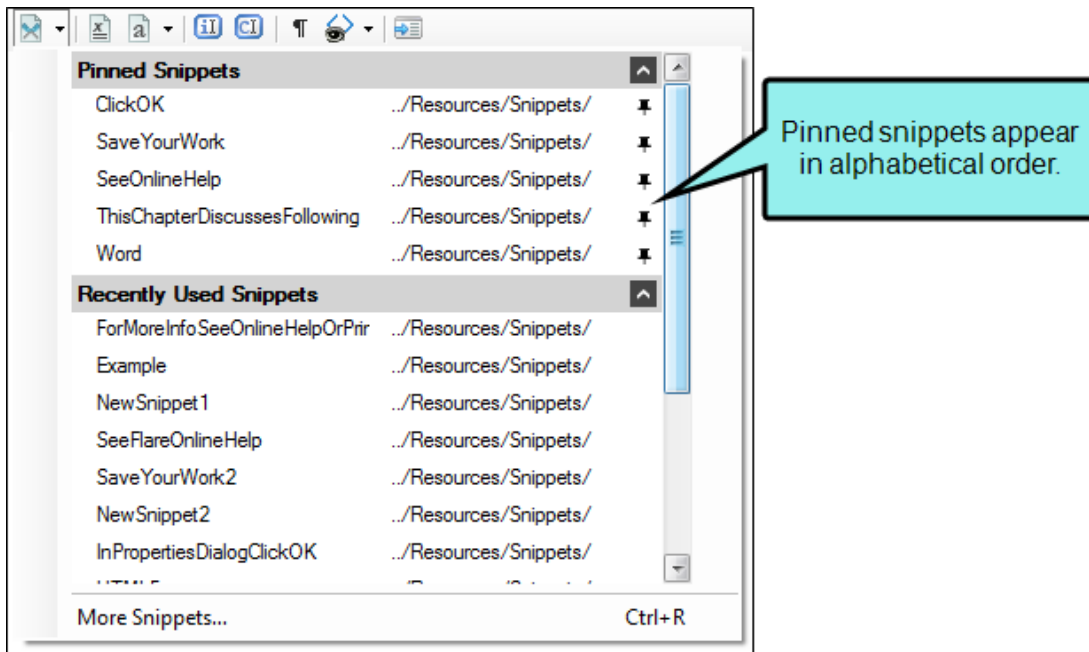 Pinned Snippets
ClickOK ../Resources/Snippets/
SaveYourWork ../Resources/Snippets/
SeeOnlineHelp ../Resources/Snippets/
ThisChapterDiscussesFollowing ../Resources/Snippets/
Word ../Resources/Snippets/
Recently Used Snippets
ForMoreInfoSeeOnlineHelpOrPrir ../Resources/Snippets/
Example ../Resources/Snippets/
NewSnippet1 ../Resources/Snippets/
SeeFlareOnlineHelp ../Resources/Snippets/
SaveYourWork2 ../Resources/Snippets/
NewSnippet2 ../Resources/Snippets/
InPropertiesDialogClickOK ../Resources/Snippets/
More Snippets... Ctrl+R
Pinned snippets appear
in alphabetical order.